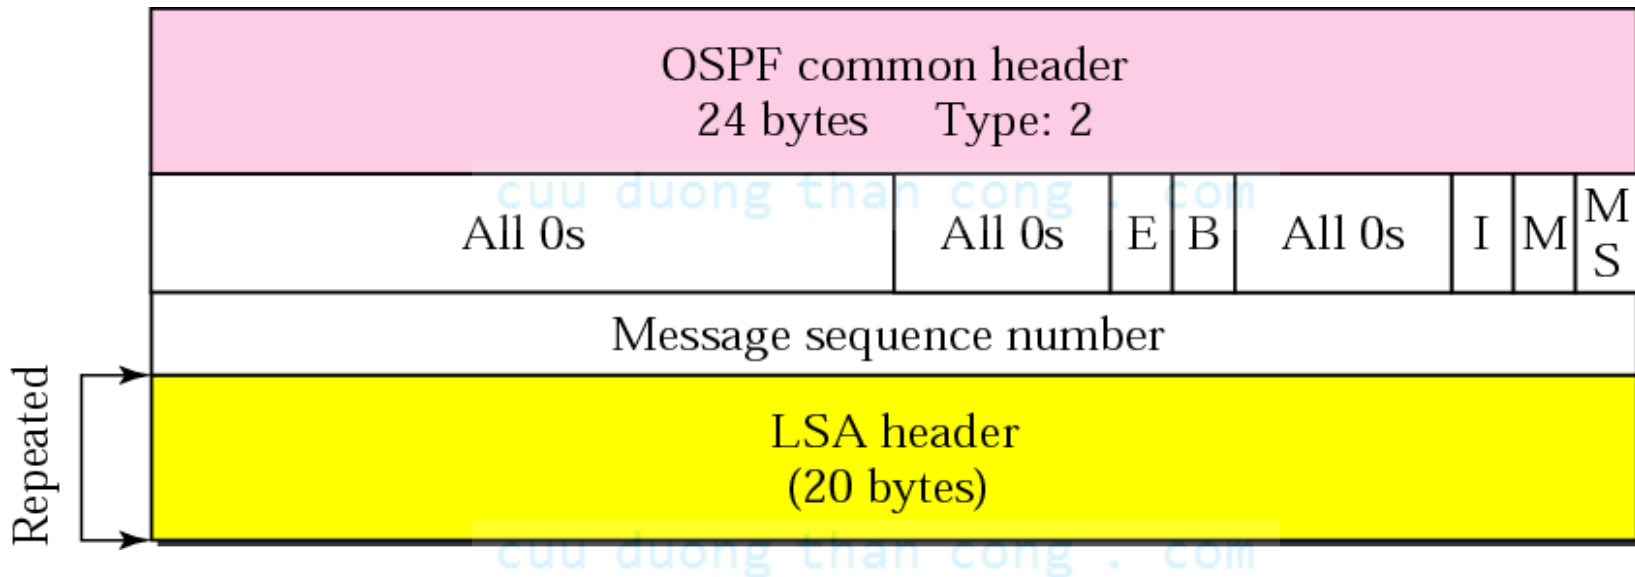 OSPF common header
24 bytes Type: 2
cuu duong than cong . com
All 0s All 0s E B All 0s I M M S
Message sequence number
Repeated
LSA header
(20 bytes)
cuu duong than cong . com